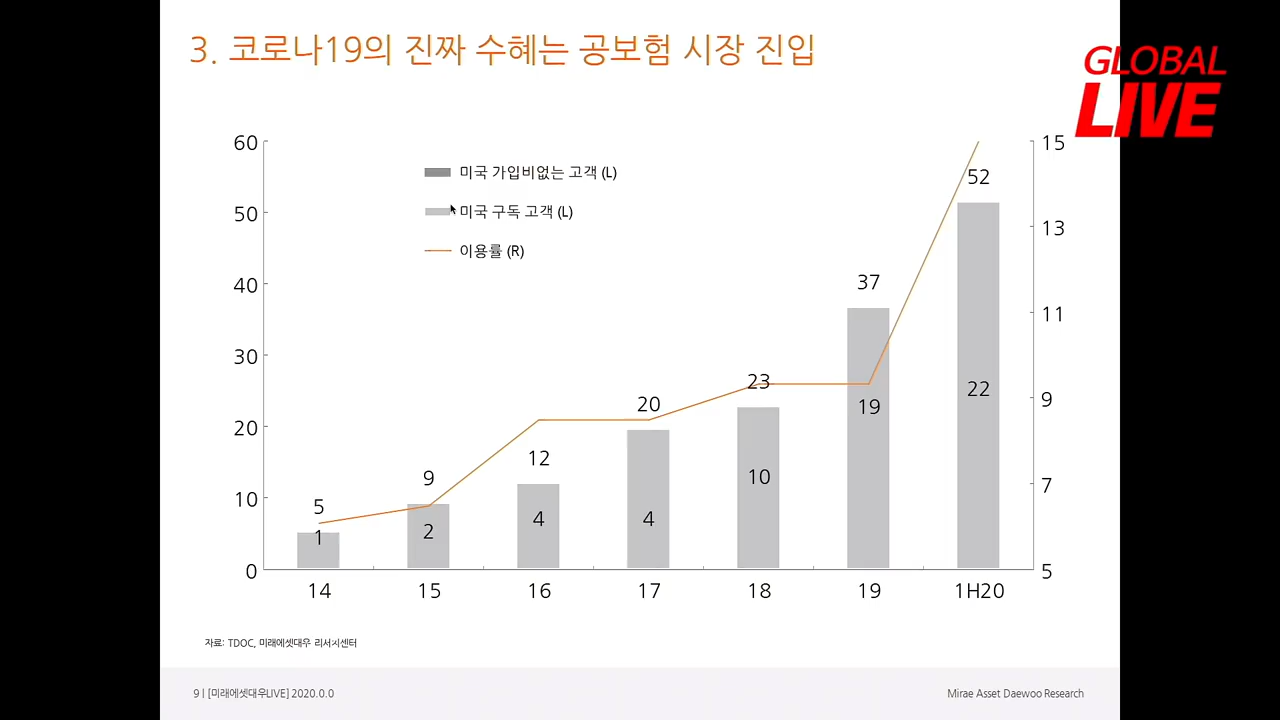 3. 코로나19의 진짜 수혜는 공보험 시장 진입
GLOBAL
LIVE
60
50
40
30
20
10
0
15
13
11
9
7
5
미국 가입비없는 고객 (L)
미국 구독 고객 (L)
이용률 (R)
5
1
9
2
12
4
20
4
23
10
37
19
52
22
14 15 16 17 18 19 1H20
자료: TDOC, 미래에셋대우 리서치센터
9 | [미래에셋대우LIVE] 2020.0.0
Mirae Asset Daewoo Research